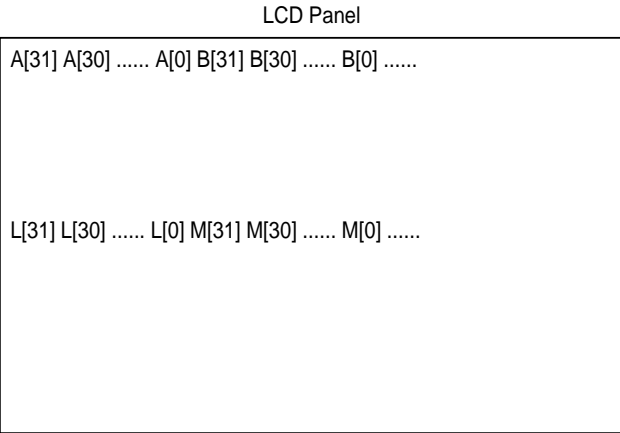 LCD Panel
A[31] A[30] ...... A[0] B[31] B[30] ...... B[0] ......
L[31] L[30] ...... L[0] M[31] M[30] ...... M[0] ......